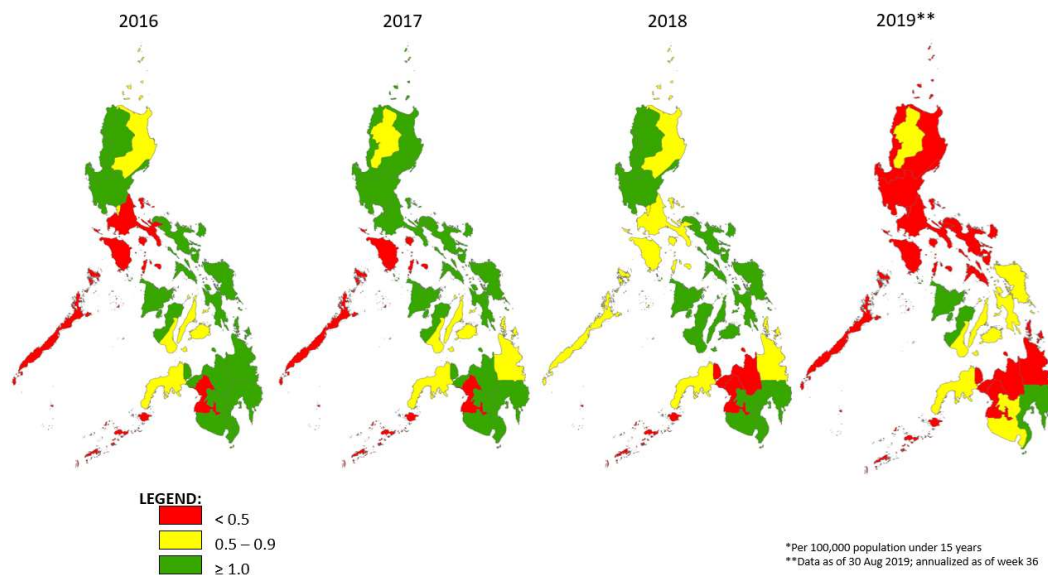 2016
2017
2018
2019**
LEGEND:
< 0.5
0.5 – 0.9
≥ 1.0
*Per 100,000 population under 15 years
**Data as of 30 Aug 2019; annualized as of week 36